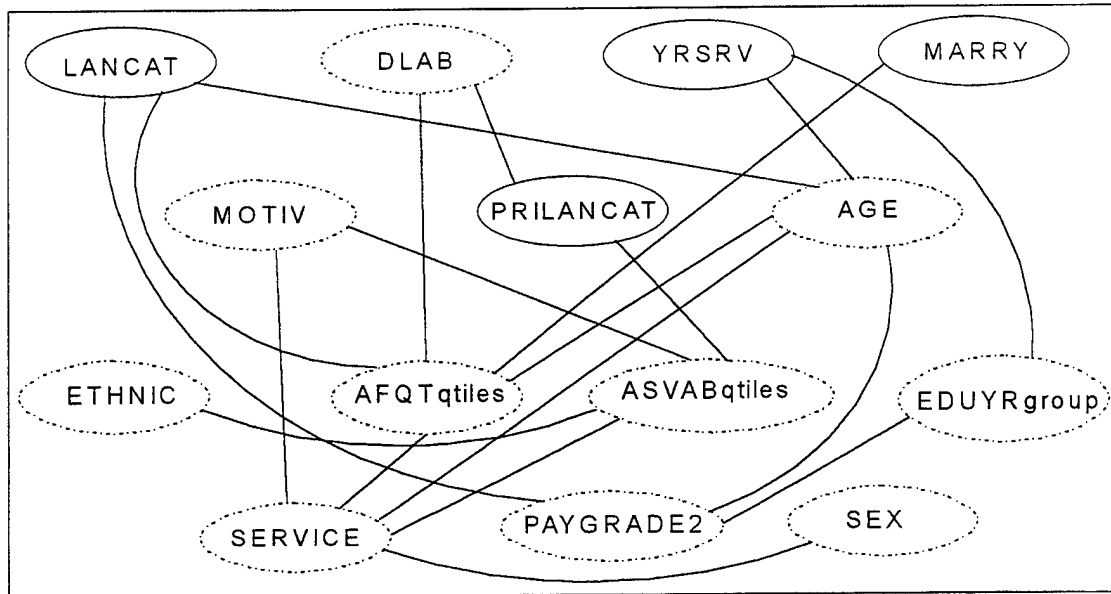 LANCAT
DLAB
YRSRV
MARRY
MOTIV
PRILANCAT
AGE
ETHNIC
AFQTqtiles
ASVABqtiles
EDUYRgroup
SERVICE
PAYGRADE2
SEX